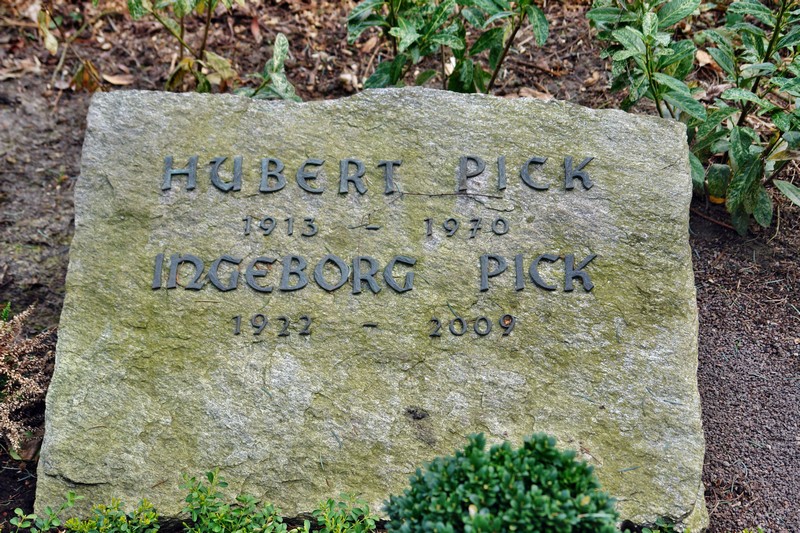 HUBERT PICK
1913 - 1970
INGEBORG PICK
1922 - 2009